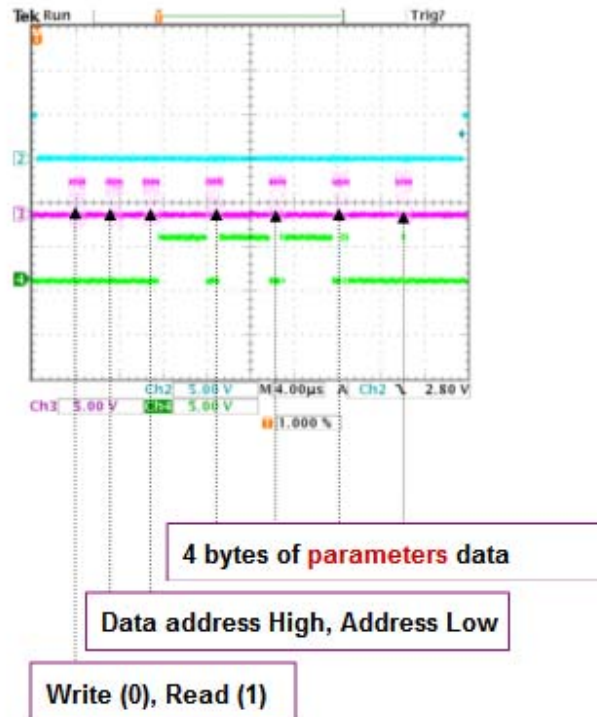 Tek Run Trig?
2
3
4
Ch2 5.00 V M 4.00µs A Ch2 2.80 V
Ch3 5.00 V Ch4 5.00 V
1.000 %
4 bytes of parameters data
Data address High, Address Low
Write (0), Read (1)